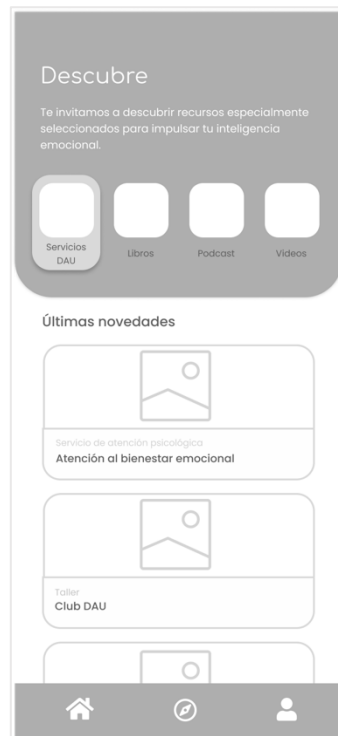 Descubre
Te invitamos a descubrir recursos especialmente
seleccionados para impulsar tu inteligencia
emocional.
Servicios
DAU
Libros
Podcast
Videos
Últimas novedades
Servicio de atención psicológica
Atención al bienestar emocional
Taller
Club DAU